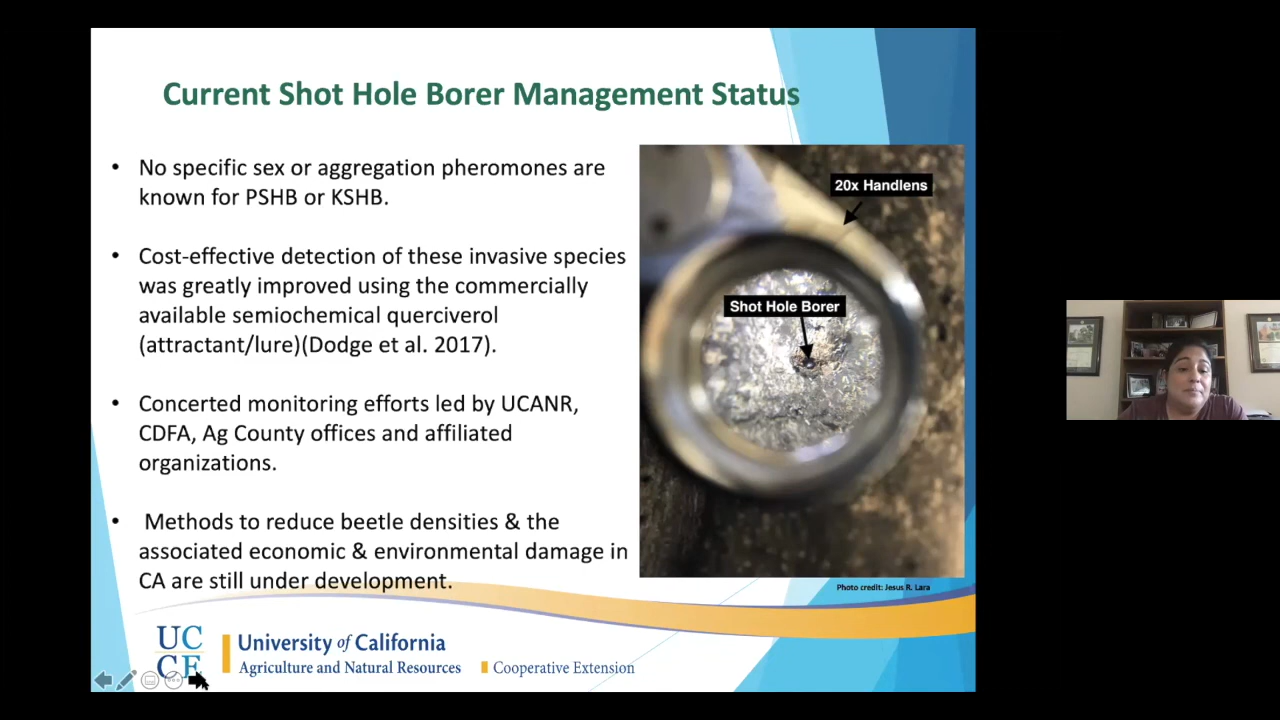 Current Shot Hole Borer Management Status
• No specific sex or aggregation pheromones are
known for PSHB or KSHB.
• Cost-effective detection of these invasive species
was greatly improved using the commercially
available semiochemical querciverol
(attractant/lure)(Dodge et al. 2017).
• Concerted monitoring efforts led by UCANR,
CDFA, Ag County offices and affiliated
organizations.
• Methods to reduce beetle densities & the
associated economic & environmental damage in
CA are still under development.
20x Handlens
Shot Hole Borer
Photo credit: Jesus R. Lara
UC
CE
University of California
Agriculture and Natural Resources
Cooperative Extension